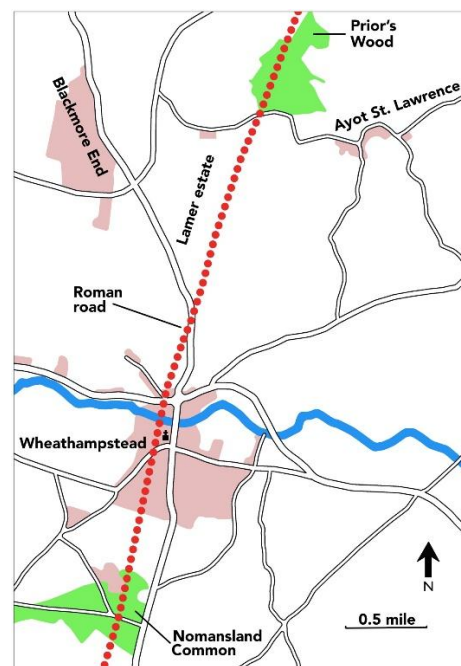 Prior's
Wood
Blackmore End
Ayot St. Lawrence
Lamer estate
Roman
road
Wheathampstead
N
0.5 mile
Nomansland
Common